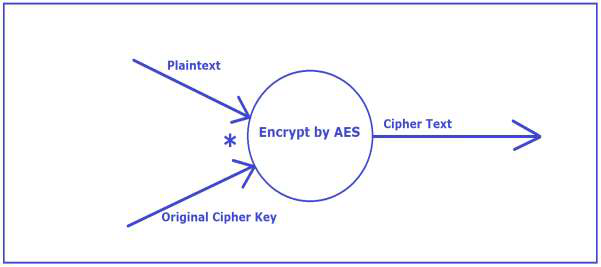 Plaintext
Cipher Text
Encrypt by AES
*
Original Cipher Key